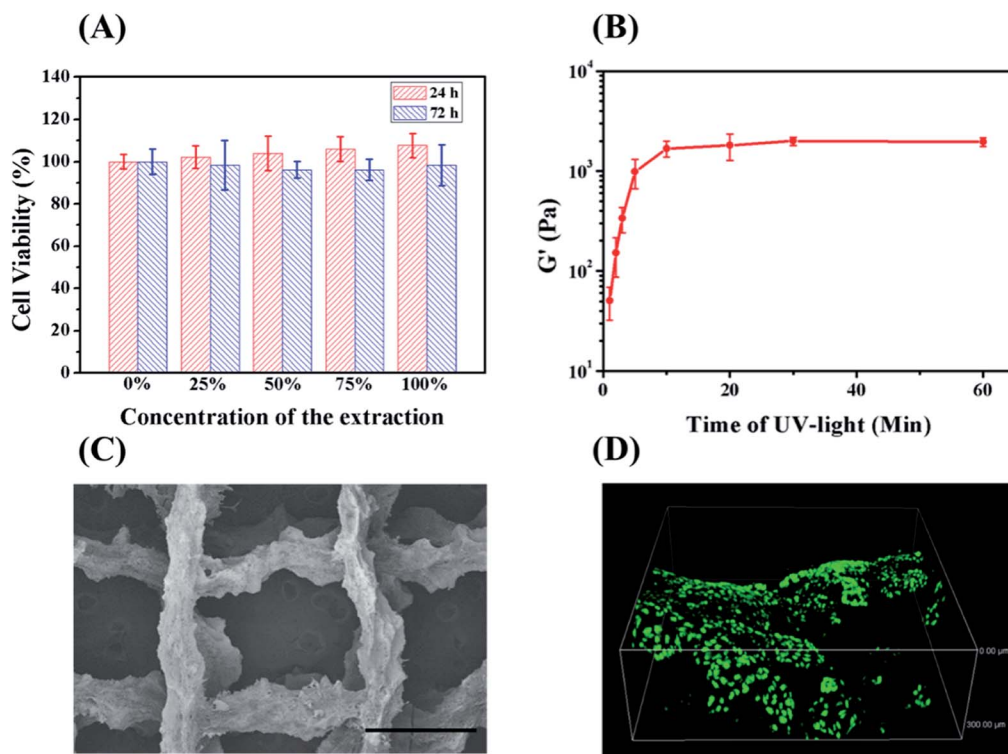 (A)
Cell Viability (%)
140
120
100
80
60
40
20
0
24 h
72 h
0% 25% 50% 75% 100%
Concentration of the extraction
(B)
G' (Pa)
10⁴
10³
10²
10¹
0 20 40 60
Time of UV-light (Min)
(C)
(D)
0.00 µm
300.00 µm